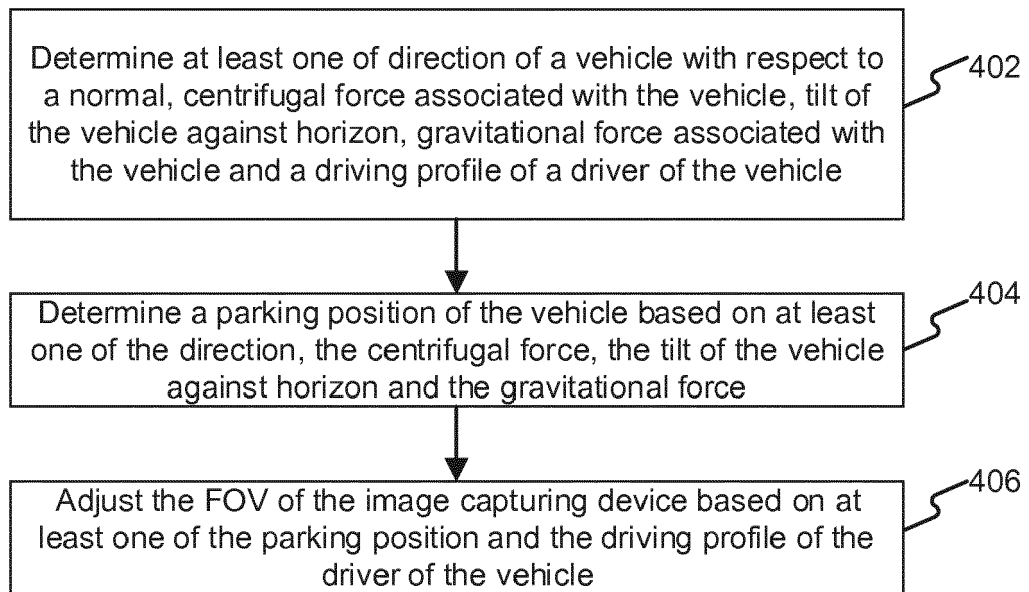 Determine at least one of direction of a vehicle with respect to
a normal, centrifugal force associated with the vehicle, tilt of
the vehicle against horizon, gravitational force associated with
the vehicle and a driving profile of a driver of the vehicle
402
Determine a parking position of the vehicle based on at least
one of the direction, the centrifugal force, the tilt of the vehicle
against horizon and the gravitational force
404
Adjust the FOV of the image capturing device based on at
least one of the parking position and the driving profile of the
driver of the vehicle
406